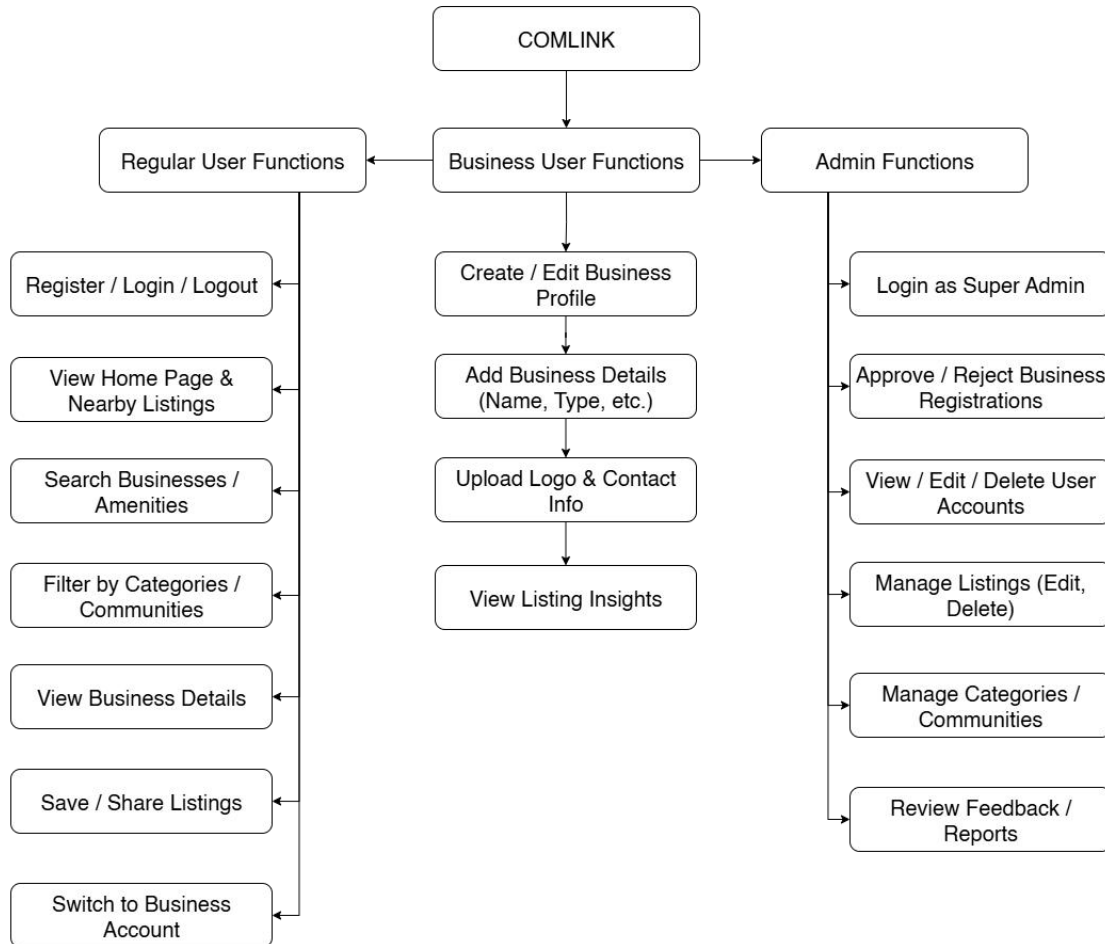 COMLINK
Regular User Functions
Business User Functions
Admin Functions
Register / Login / Logout
View Home Page &
Nearby Listings
Search Businesses /
Amenities
Filter by Categories /
Communities
View Business Details
Save / Share Listings
Switch to Business
Account
Create / Edit Business
Profile
Add Business Details
(Name, Type, etc.)
Upload Logo & Contact
Info
View Listing Insights
Login as Super Admin
Approve / Reject Business
Registrations
View / Edit / Delete User
Accounts
Manage Listings (Edit,
Delete)
Manage Categories /
Communities
Review Feedback /
Reports